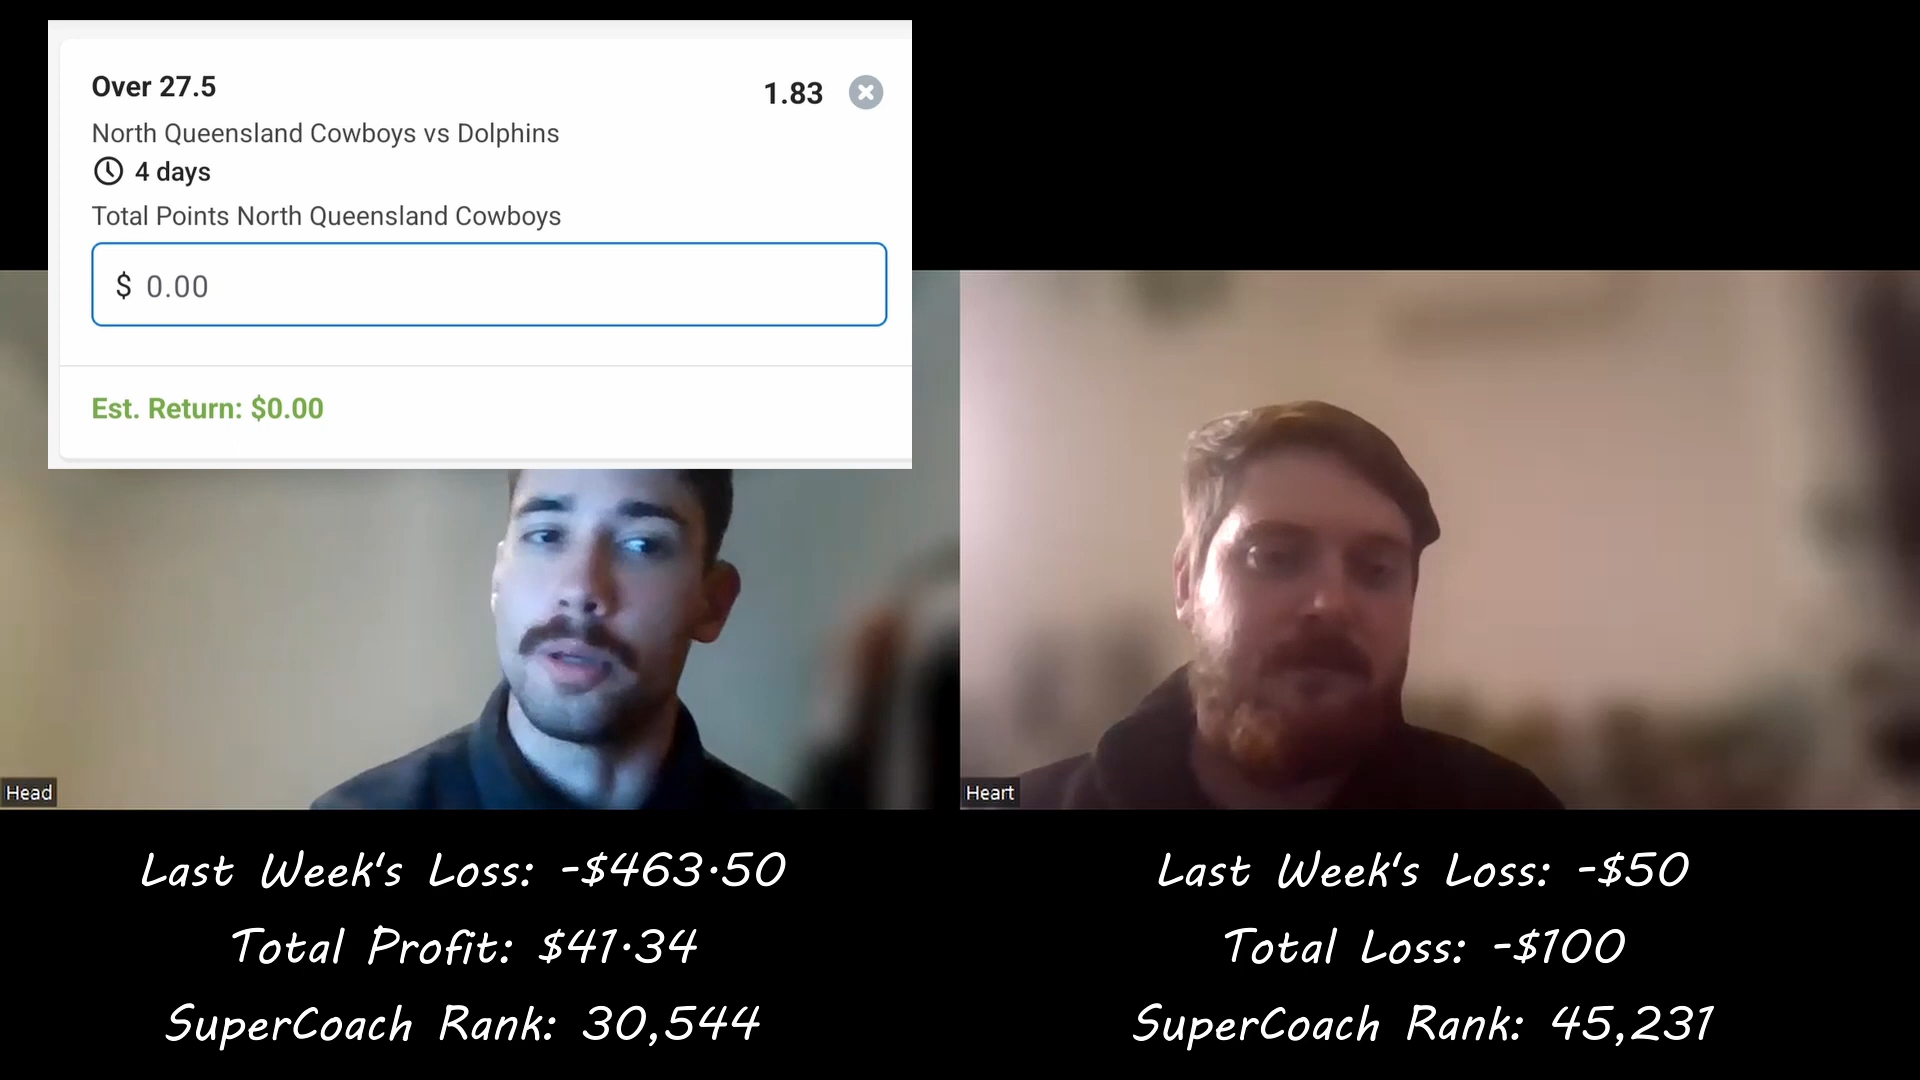 Over 27.5
1.83
North Queensland Cowboys vs Dolphins
4 days
Total Points North Queensland Cowboys
$ 0.00
Est. Return: $0.00
Head
Heart
Last Week's Loss: -$463.50
Total Profit: $41.34
SuperCoach Rank: 30,544
Last Week's Loss: -$50
Total Loss: -$100
SuperCoach Rank: 45,231